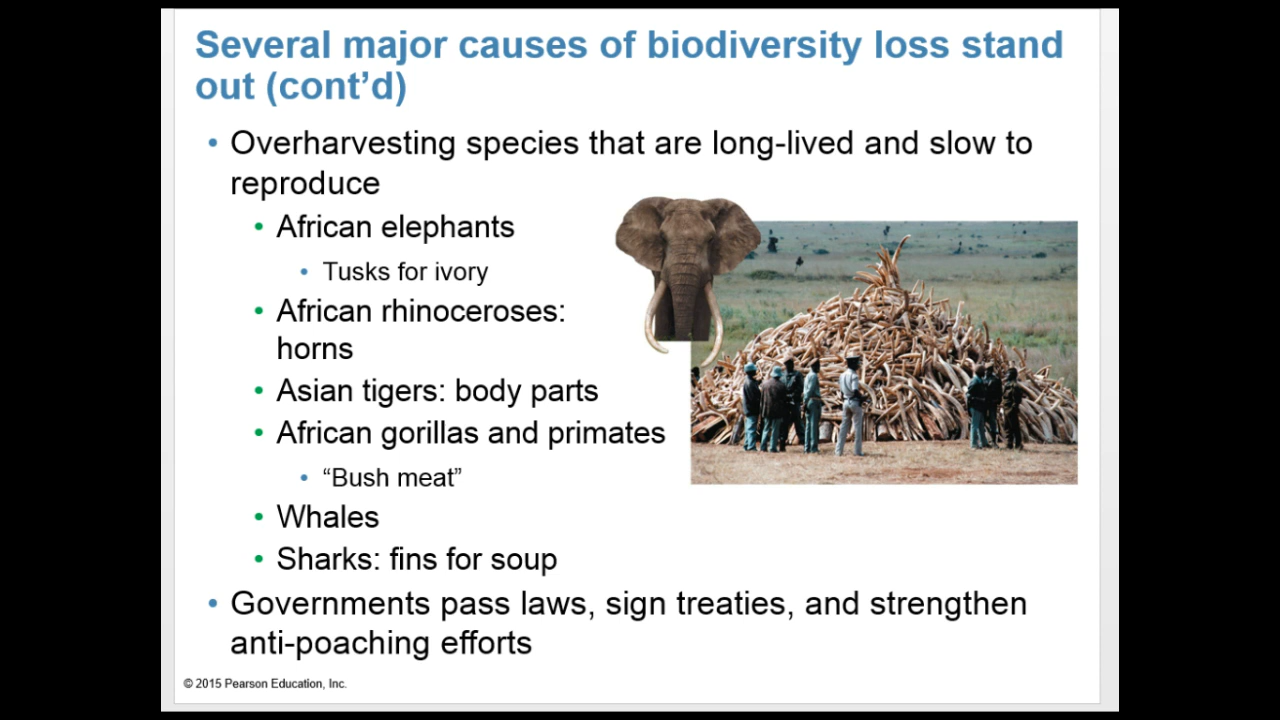 Several major causes of biodiversity loss stand
out (cont’d)
• Overharvesting species that are long-lived and slow to
reproduce
• African elephants
• Tusks for ivory
• African rhinoceroses:
horns
• Asian tigers: body parts
• African gorillas and primates
• “Bush meat”
• Whales
• Sharks: fins for soup
• Governments pass laws, sign treaties, and strengthen
anti-poaching efforts
© 2015 Pearson Education, Inc.